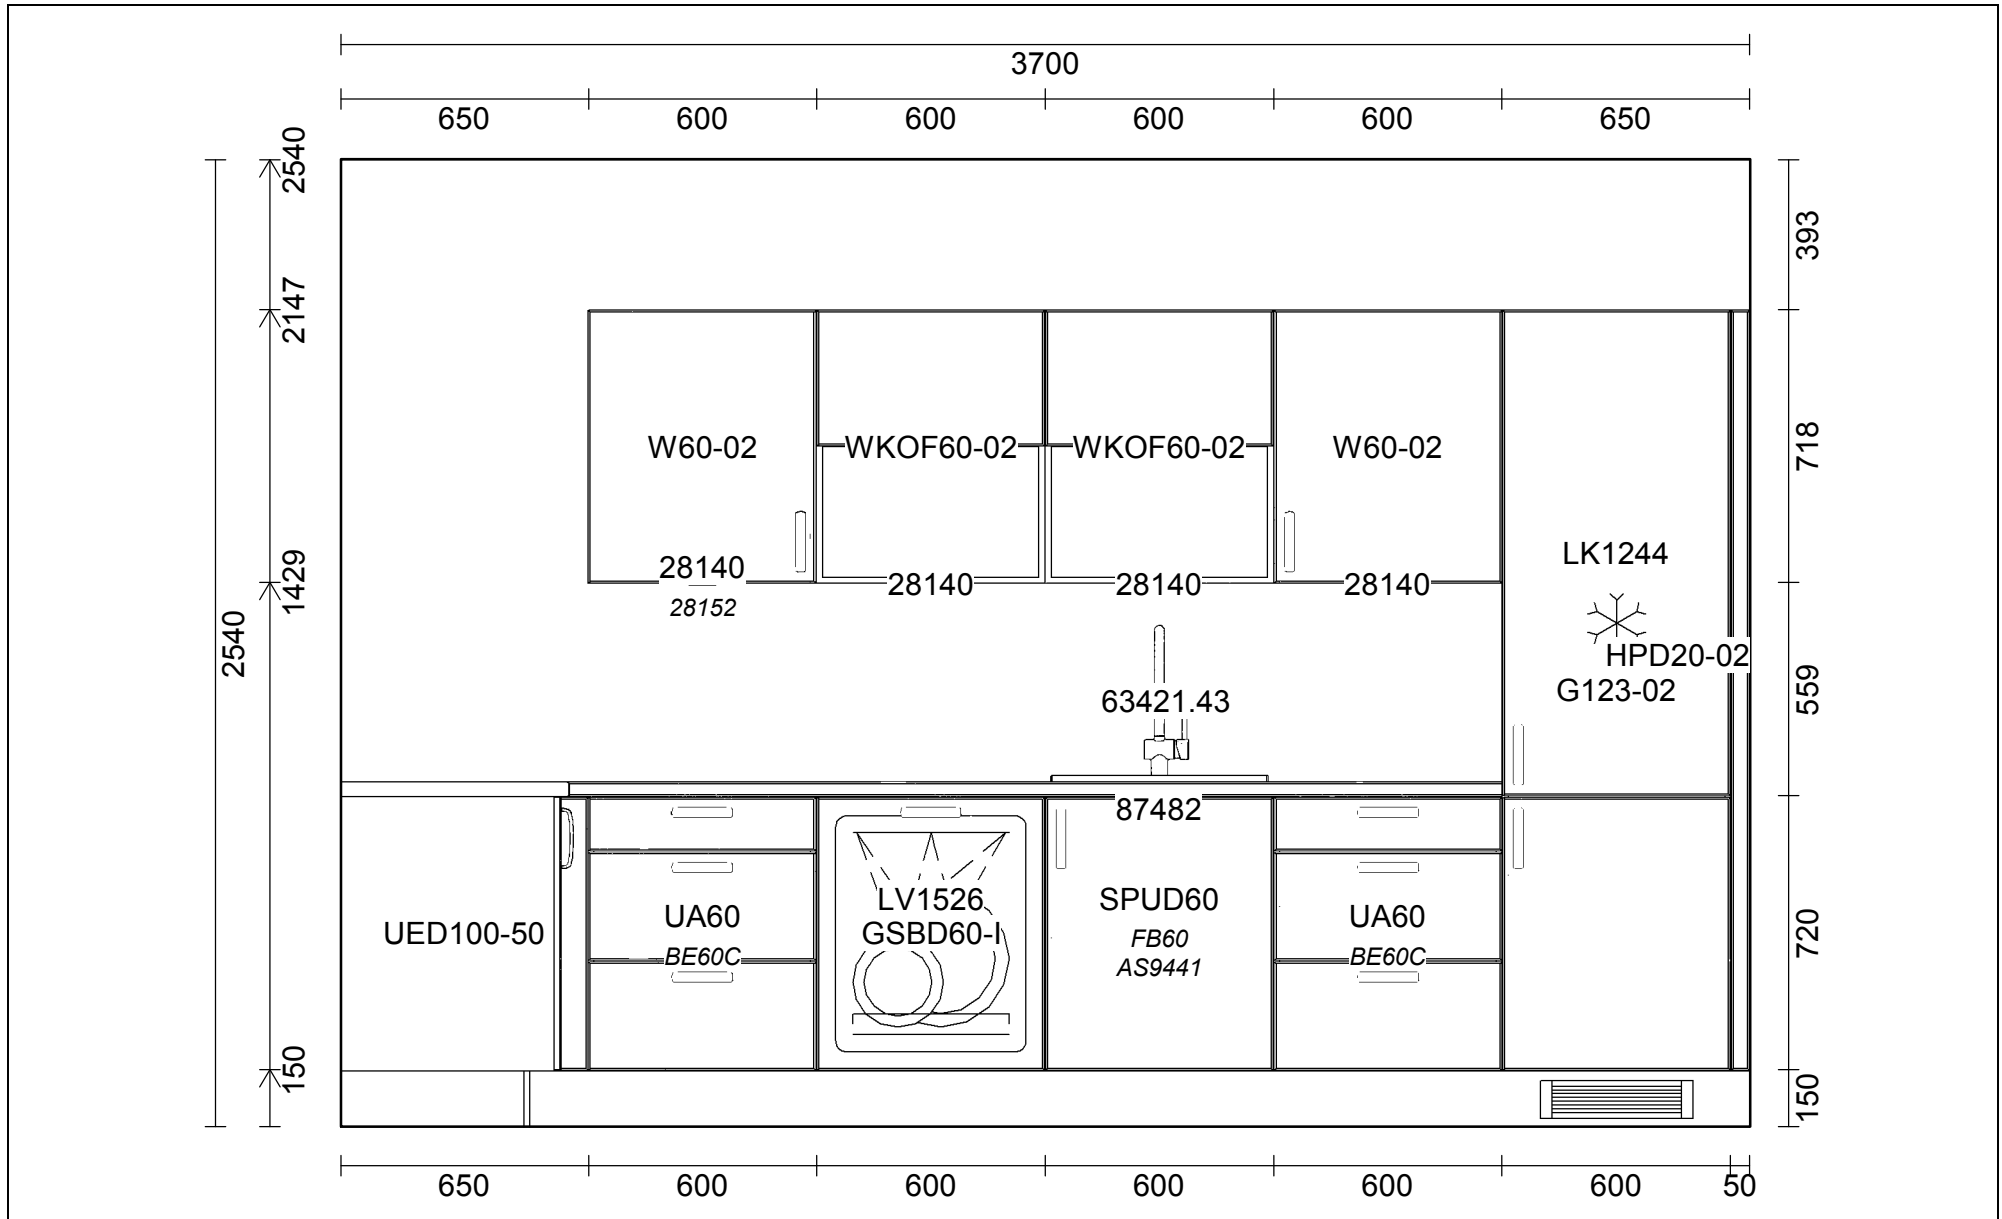 3700
650 600 600 600 600 650
2540
2147
1429
150
2540
393
718
559
720
150
W60-02 WKOF60-02 WKOF60-02 W60-02
28140 28140 28140 28140
28152
LK1244
HPD20-02
G123-02
63421.43
87482
UED100-50
UA60
BE60C
LV1526
GSBD60-I
SPUD60
FB60
AS9441
UA60
BE60C
650 600 600 600 600 600 50